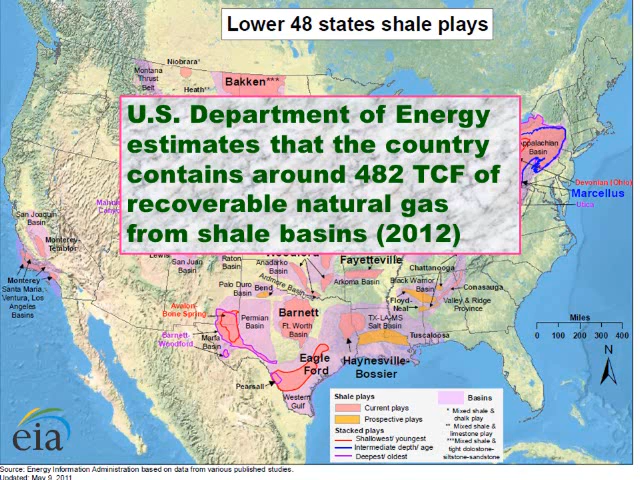 Lower 48 states shale plays
Niobrara*
Montana
Thrust
Belt
Heath**
Bakken***
U.S. Department of Energy
estimates that the country
contains around 482 TCF of
recoverable natural gas
from shale basins (2012)
Appalachian
Basin
Devonian (Ohio)
Marcellus
Utica
San Joaquin
Basin
Monterey-
Temblor
Monterey
Santa Maria,
Ventura, Los
Angeles
Basins
Lewis
San Juan
Basin
Raton
Basin
Anadarko
Basin
Woodford
Fayetteville
Arkoma Basin
Chattanooga
Black Warrior
Basin
Conasauga
Valley & Ridge
Province
Floyd-
Neal
Palo Duro
Basin
Bend
Ardmore Basin
Avalon-
Bone Spring
Permian
Basin
Barnett
Ft. Worth
Basin
TX-LA-MS
Salt Basin
Tuscaloosa
Barnett
Woodford
Marfa
Basin
Eagle
Ford
Haynesville-
Bossier
Pearsall
Western
Gulf
Miles
0 100 200 300 400
N
Shale plays
Current plays
Prospective plays
Stacked plays
Shallowest/ youngest
Intermediate depth/ age
Deepest/ oldest
Basins
* Mixed shale &
chalk play
** Mixed shale &
limestone play
***Mixed shale &
tight dolostone-
siltstone-sandstone
eia
Source: Energy Information Administration based on data from various published studies.
Updated: May 9, 2011